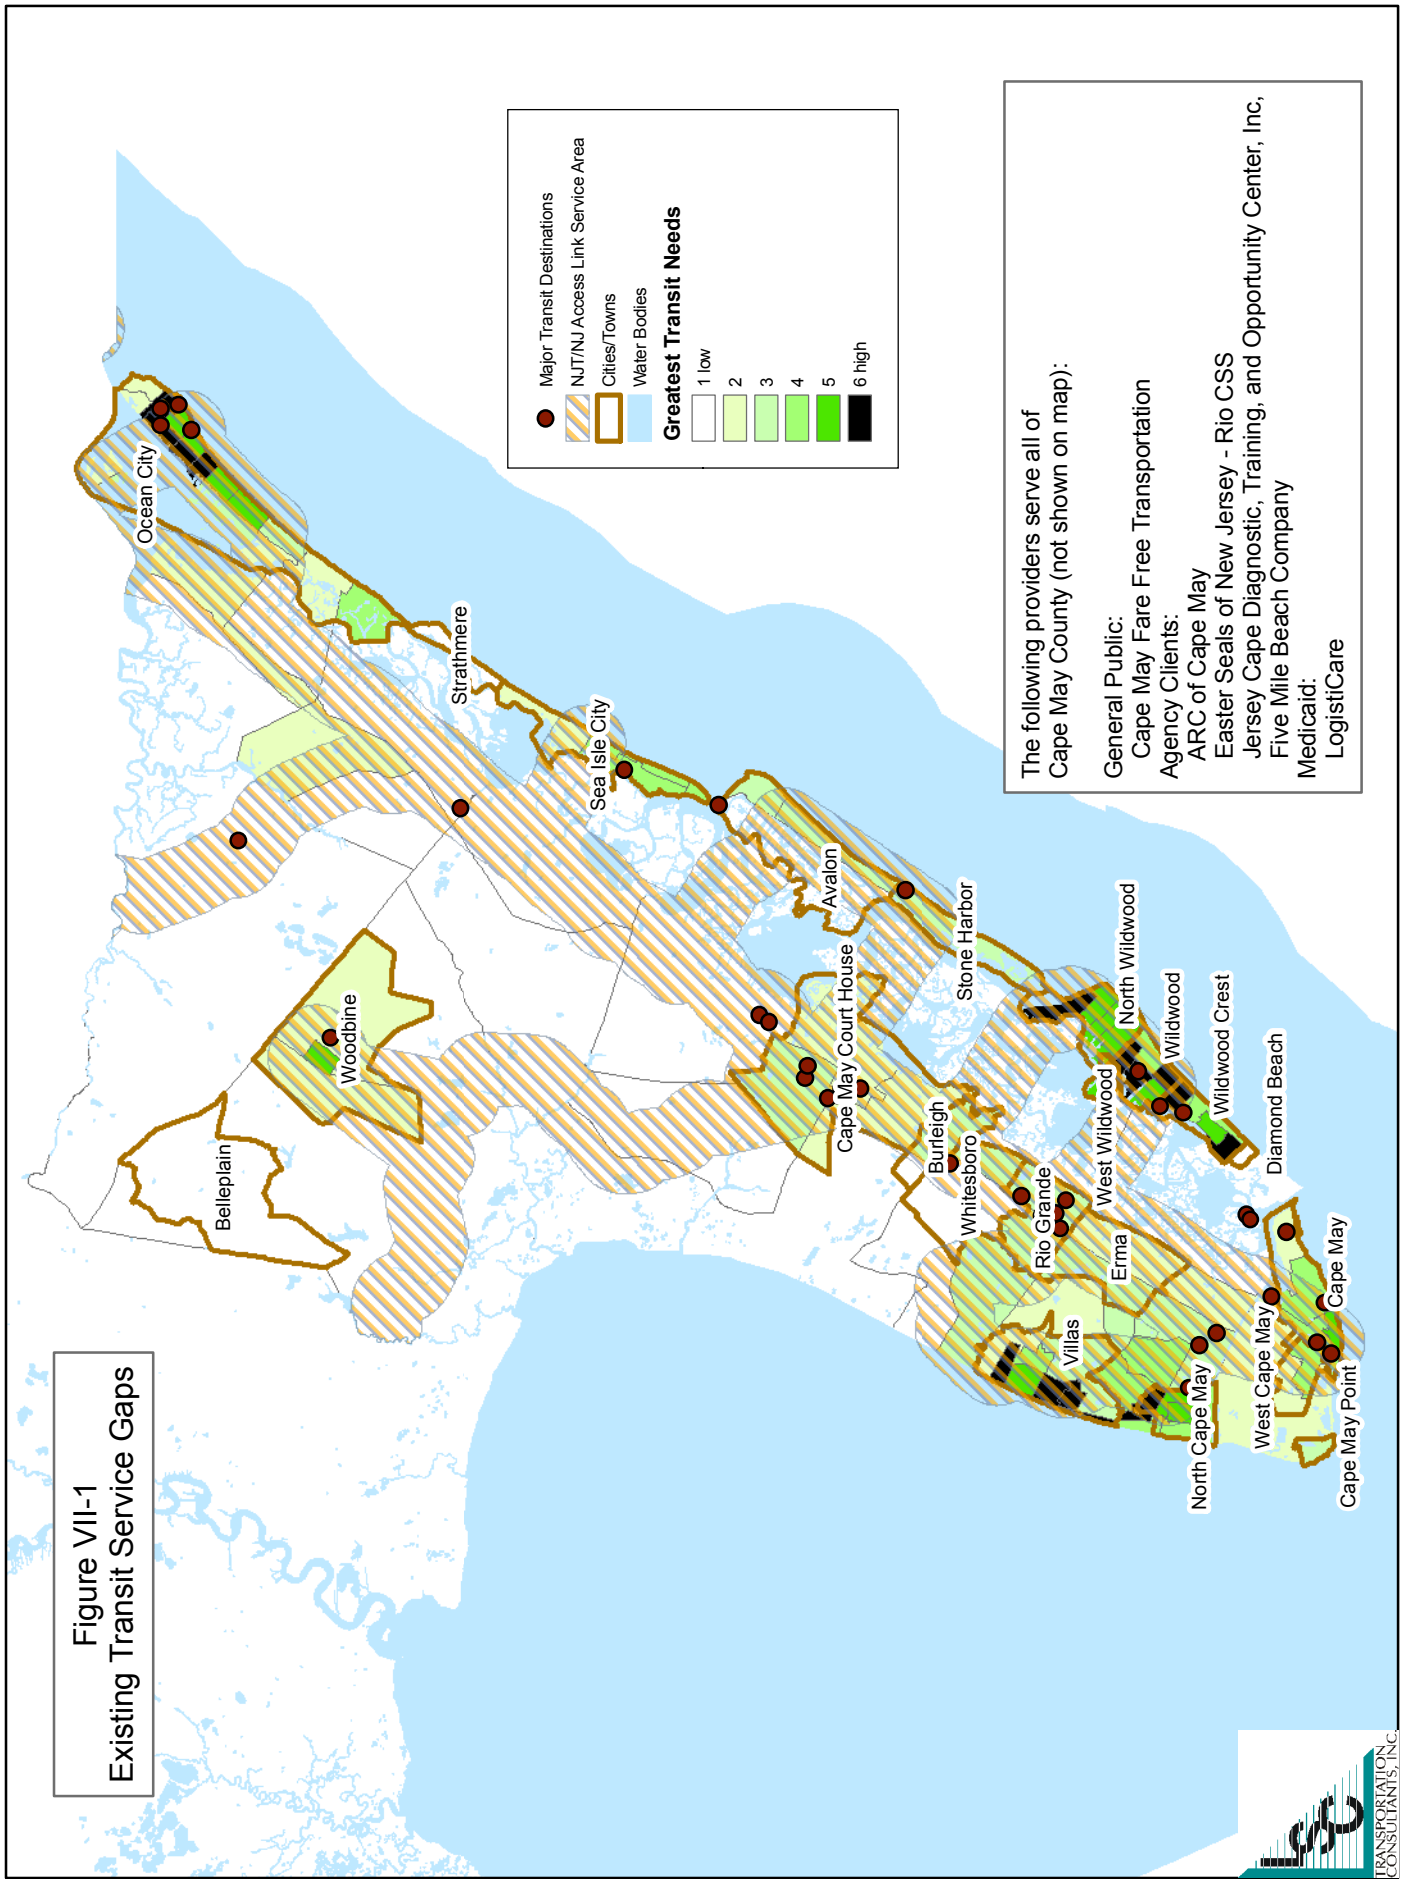 Figure VII-1
Existing Transit Service Gaps
Major Transit Destinations
NJT/NJ Access Link Service Area
Cities/Towns
Water Bodies
Greatest Transit Needs
1 low
2
3
4
5
6 high
The following providers serve all of
Cape May County (not shown on map):
General Public:
Cape May Fare Free Transportation
Agency Clients:
ARC of Cape May
Easter Seals of New Jersey - Rio CSS
Jersey Cape Diagnostic, Training, and Opportunity Center, Inc,
Five Mile Beach Company
Medicaid:
LogistiCare
Ocean City
Strathmere
Sea Isle City
Avalon
Stone Harbor
Cape May Court House
Woodbine
Belleplain
Burleigh
Whitesboro
Rio Grande
Erma
Villas
North Wildwood
Wildwood
West Wildwood
Wildwood Crest
Diamond Beach
Cape May
West Cape May
North Cape May
Cape May Point
LSC
TRANSPORTATION
CONSULTANTS, INC.